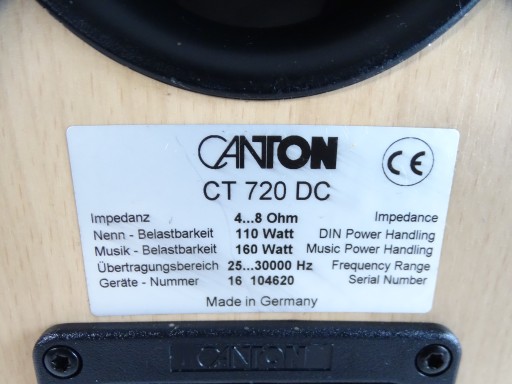 CANTON
CE
CT 720 DC
Impedanz 4...8 Ohm Impedance
Nenn - Belastbarkeit 110 Watt DIN Power Handling
Musik - Belastbarkeit 160 Watt Music Power Handling
Übertragungsbereich 25...30000 Hz Frequency Range
Geräte - Nummer 16 104620 Serial Number
Made in Germany
CANTON